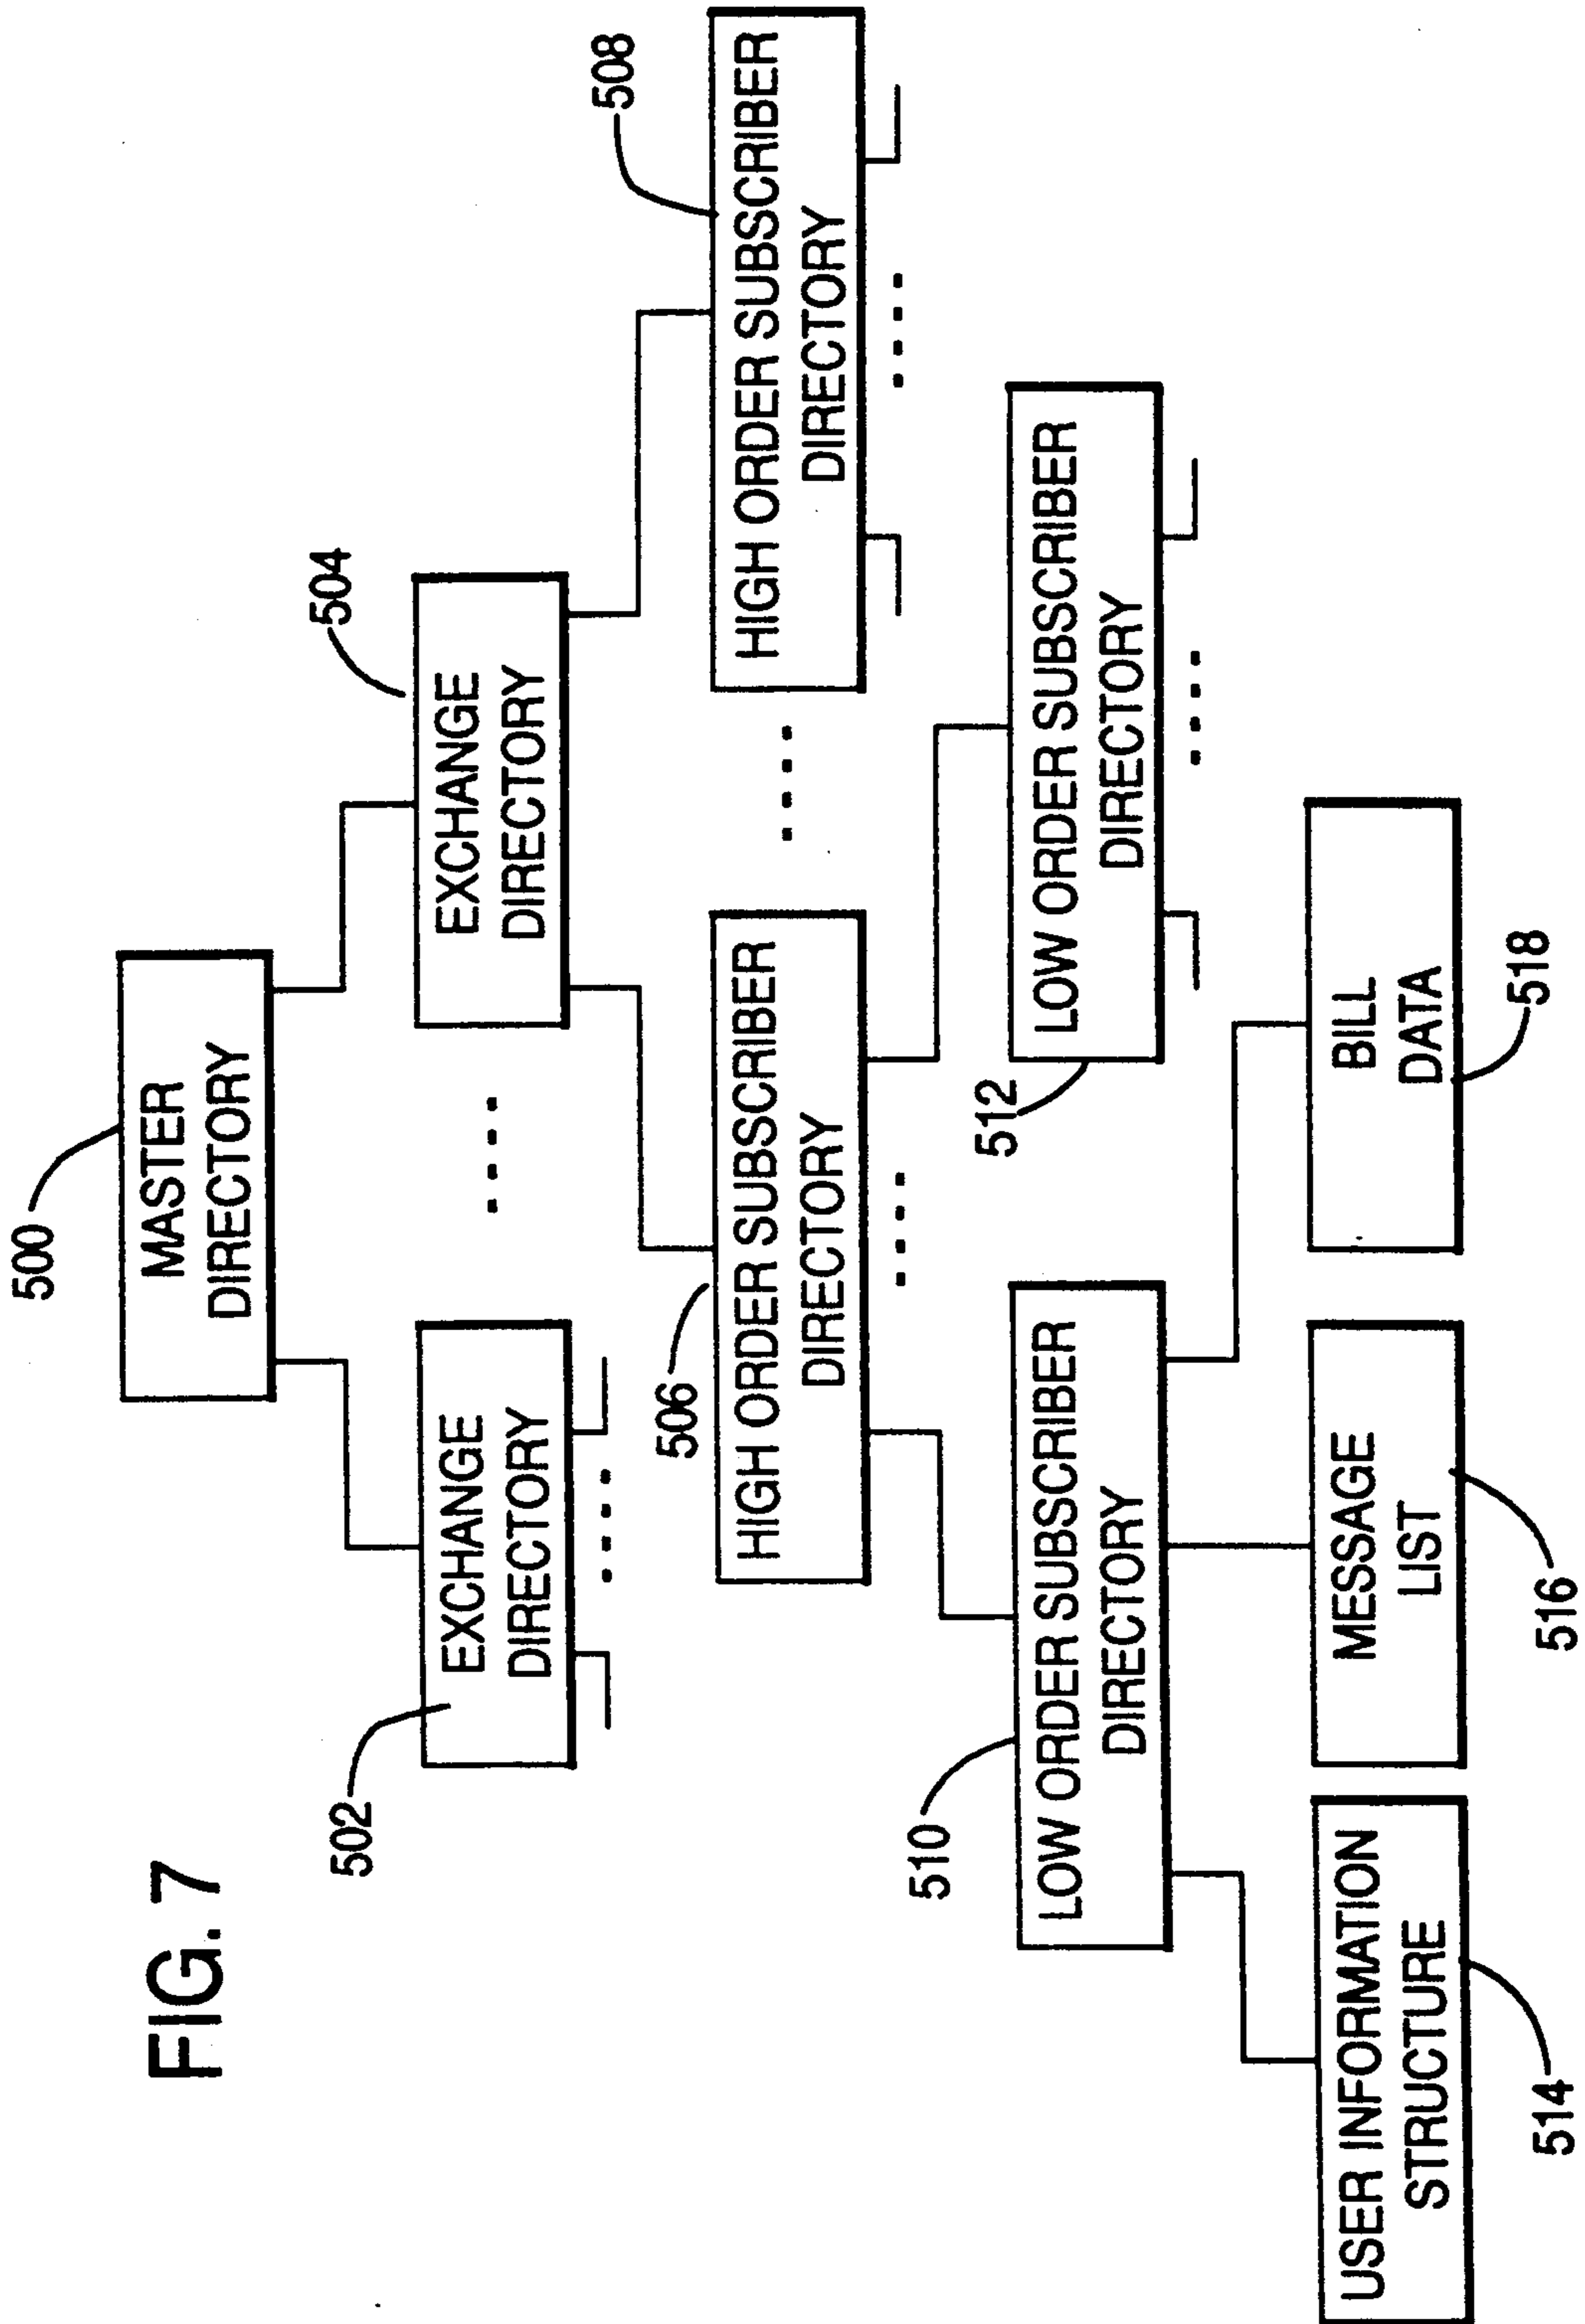 FIG. 7
500
MASTER
DIRECTORY
502
EXCHANGE
DIRECTORY
504
EXCHANGE
DIRECTORY
506
HIGH ORDER SUBSCRIBER
DIRECTORY
508
HIGH ORDER SUBSCRIBER
DIRECTORY
510
LOW ORDER SUBSCRIBER
DIRECTORY
512
LOW ORDER SUBSCRIBER
DIRECTORY
USER INFORMATION
STRUCTURE
514
MESSAGE
LIST
516
BILL
DATA
518